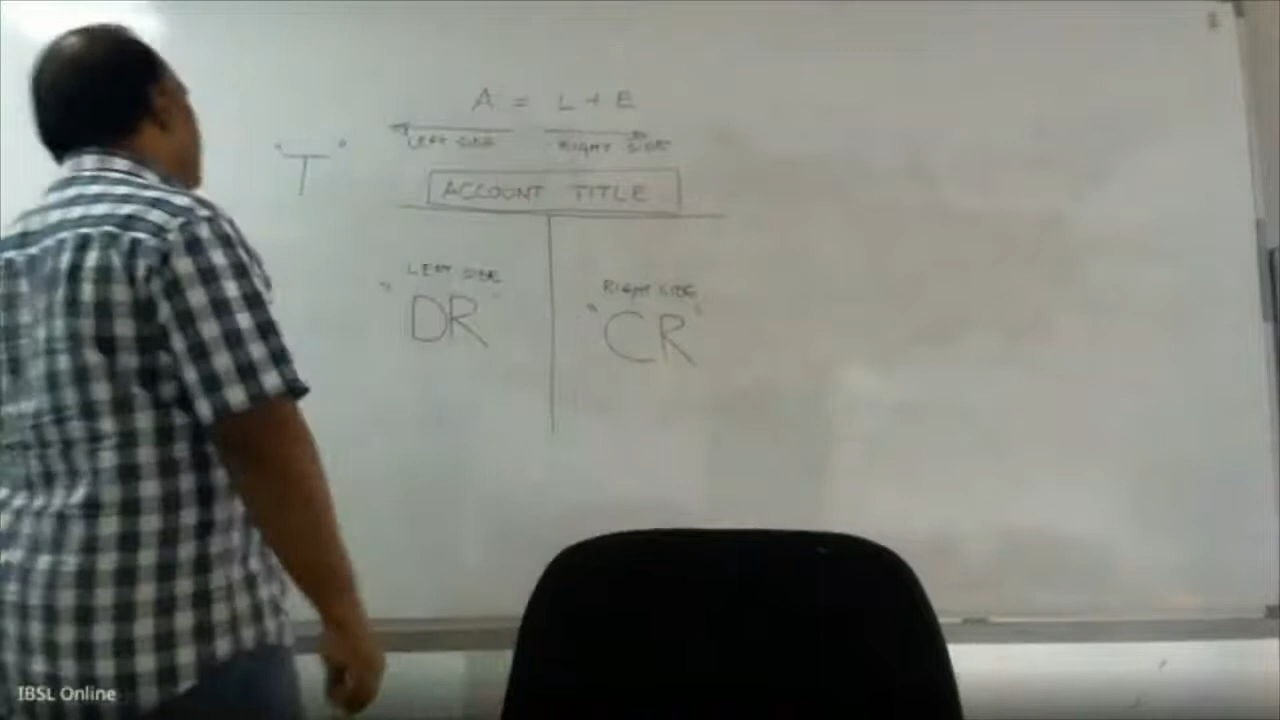 A = L + E
LEFT SIDE RIGHT SIDE
"T"
ACCOUNT TITLE
LEFT SIDE
"DR"
RIGHT SIDE
"CR"
IBSL Online